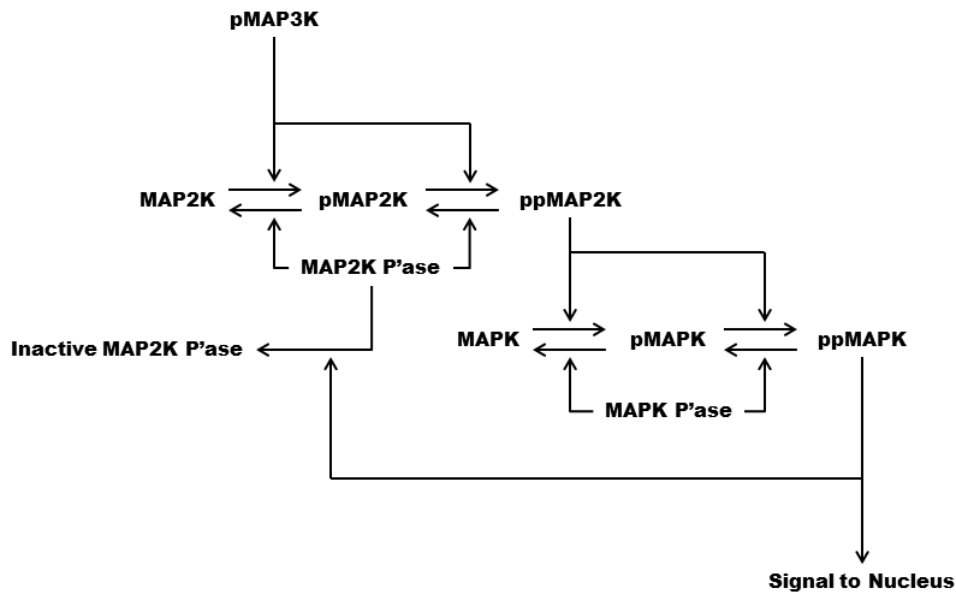 pMAP3K
MAP2K
pMAP2K
ppMAP2K
MAP2K P’ase
Inactive MAP2K P’ase
MAPK
pMAPK
ppMAPK
MAPK P’ase
Signal to Nucleus